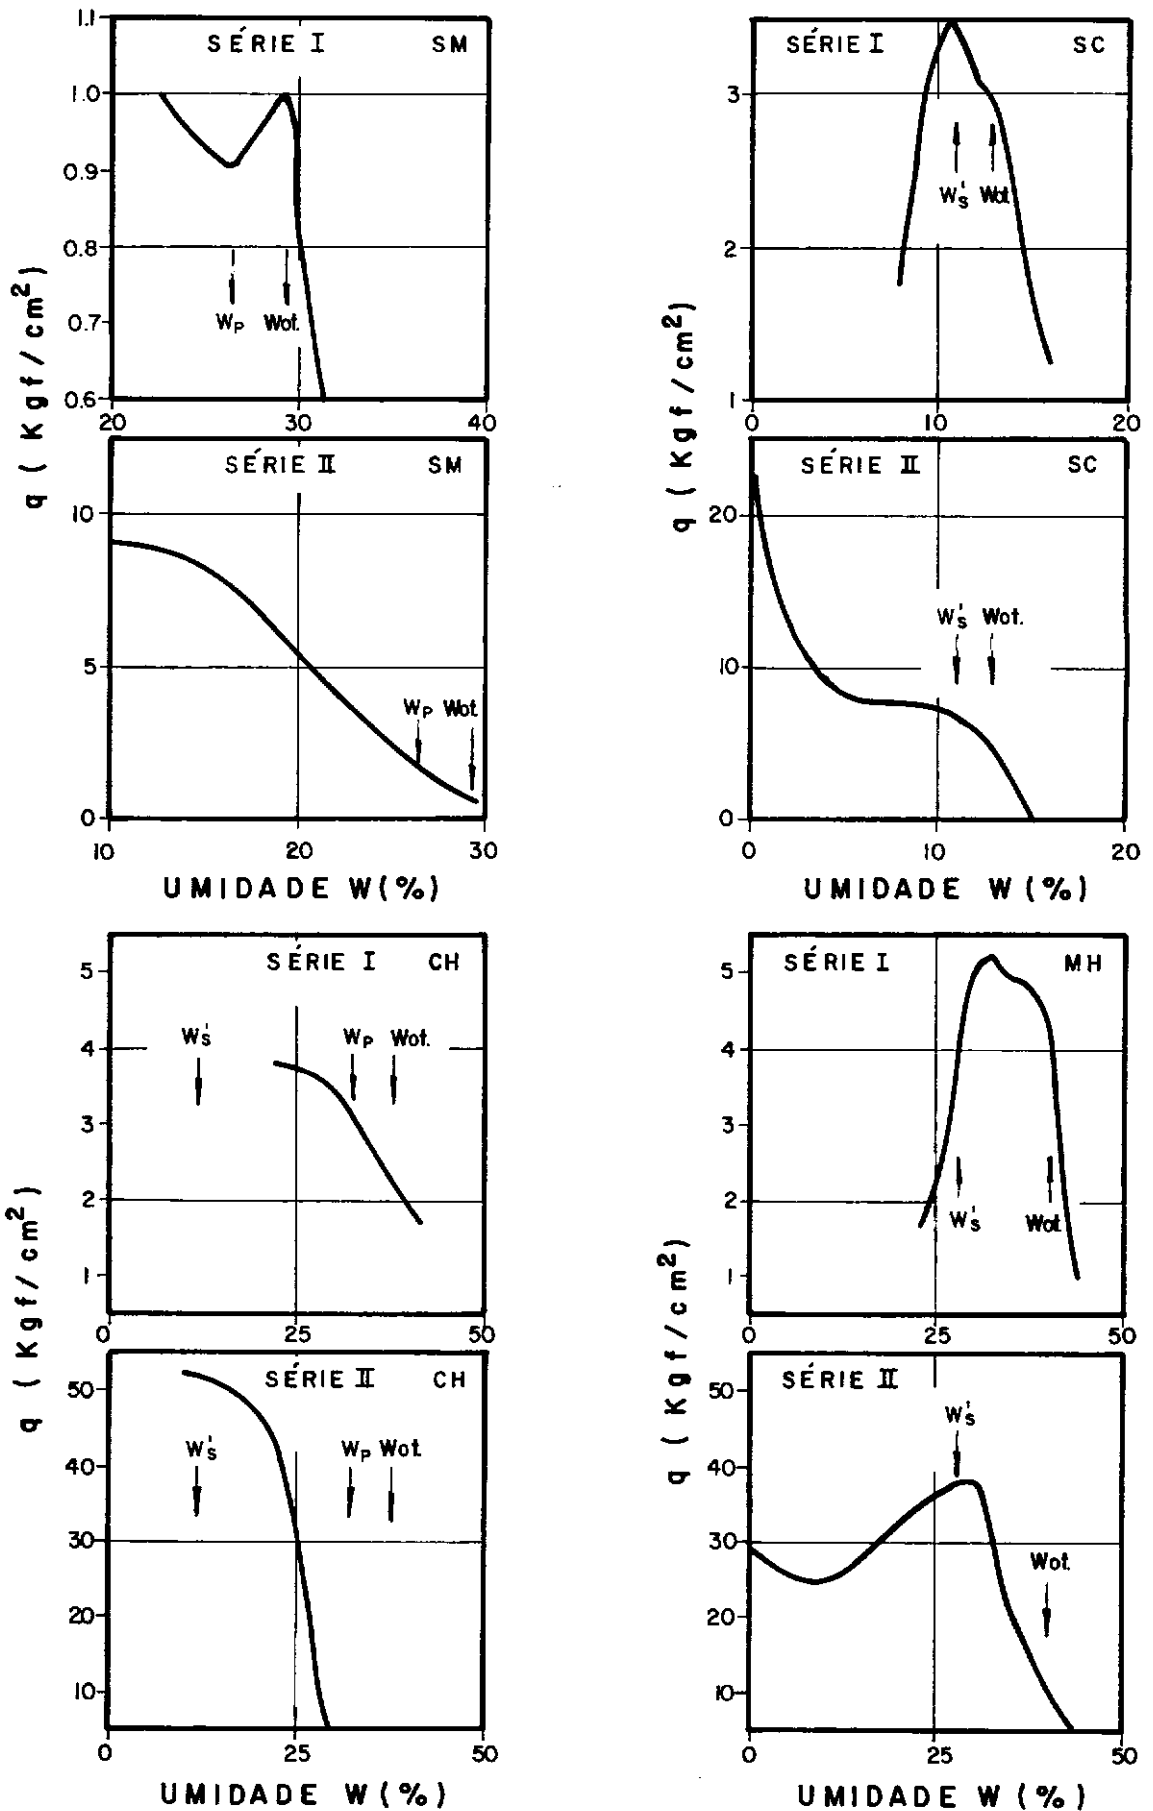 SÉRIE I SM
1.1
1.0
0.9
0.8
0.7
0.6
Wp Wot.
20 30 40
q (Kgf/cm²)
SÉRIE II SM
10
5
0
Wp Wot
10 20 30
UMIDADE W(%)
SÉRIE I SC
3
2
1
W's Wot
0 10 20
q (Kgf/cm²)
SÉRIE II SC
20
10
0
W's Wot.
0 10 20
UMIDADE W(%)
SÉRIE I CH
5
4
3
2
1
W's Wp Wot.
0 25 50
q (Kgf/cm²)
SÉRIE II CH
50
40
30
20
10
W's Wp Wot.
0 25 50
UMIDADE W(%)
SÉRIE I MH
5
4
3
2
1
W's Wot
0 25 50
q (Kgf/cm²)
SÉRIE II
50
40
30
20
10
W's
Wot.
0 25 50
UMIDADE W(%)